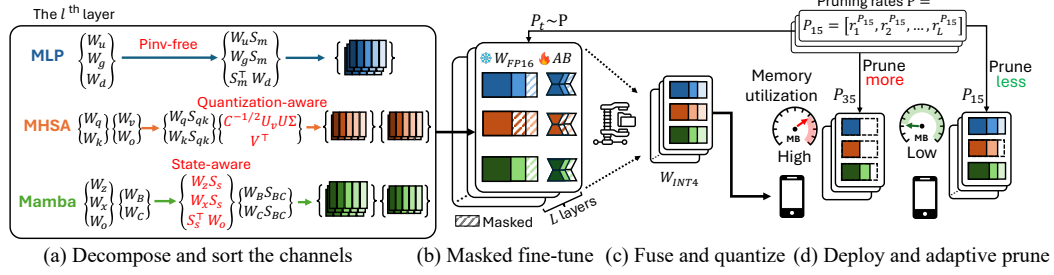 The l th layer
MLP
{W_u W_g W_d}
Pinv-free
{W_u S_m W_g S_m S_m^⊤ W_d}
MHSA
{W_q W_k} {W_v W_o}
Quantization-aware
{W_q S_qk W_k S_qk} {C^{-1/2} U_v U Σ V^⊤}
Mamba
{W_z W_x W_o} {W_B W_C}
State-aware
{W_z S_s W_x S_s S_s^⊤ W_o} {W_B S_BC W_C S_BC}
(a) Decompose and sort the channels
P_t~P
W_FP16 AB
Masked
L layers
(b) Masked fine-tune
W_INT4
(c) Fuse and quantize
Pruning rates P =
P_15 = [r_1^{P_15}, r_2^{P_15}, ..., r_L^{P_15}]
Memory
utilization
MB
High
Prune
more
P_35
MB
Low
Prune
less
P_15
(d) Deploy and adaptive prune